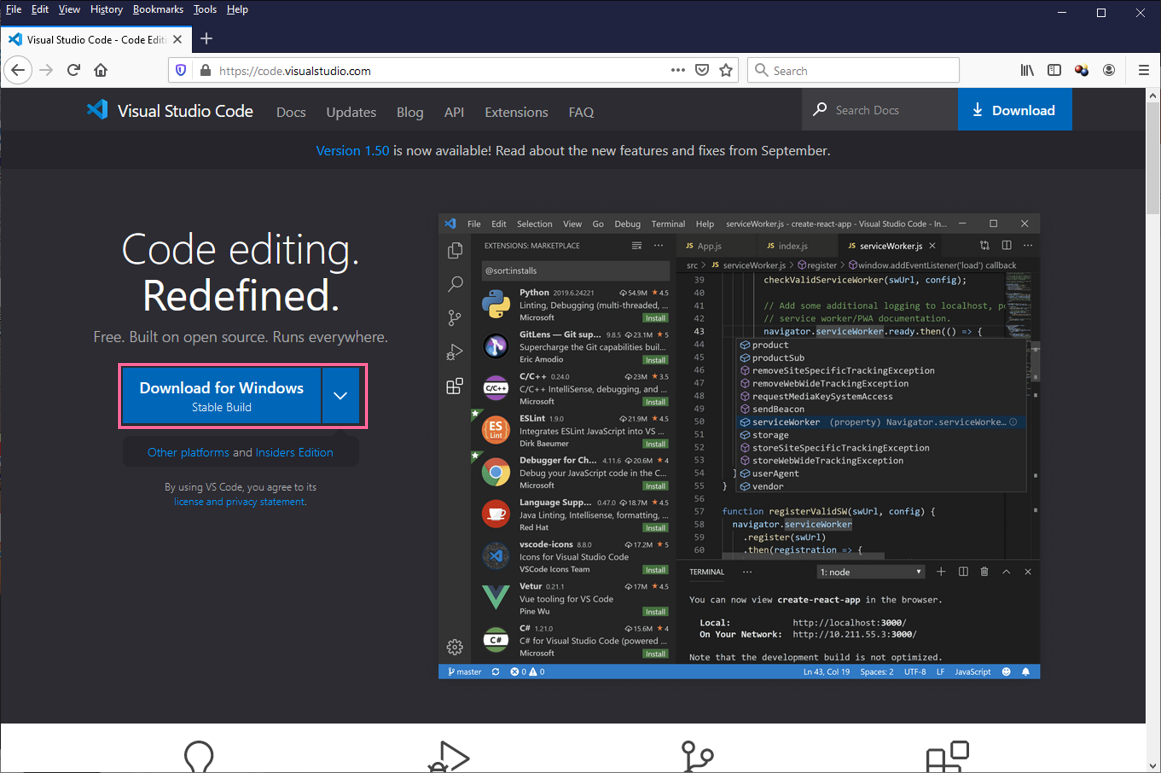 File Edit View History Bookmarks Tools Help
Visual Studio Code - Code Editi
https://code.visualstudio.com
Search
Visual Studio Code
Docs Updates Blog API Extensions FAQ
Search Docs
Download
Version 1.50 is now available! Read about the new features and fixes from September.
Code editing.
Redefined.
Free. Built on open source. Runs everywhere.
Download for Windows
Stable Build
Other platforms and Insiders Edition
By using VS Code, you agree to its
license and privacy statement.
File Edit Selection View Go Debug Terminal Help serviceWorker.js - create-react-app - Visual Studio Code - In...
EXTENSIONS: MARKETPLACE
@sort:installs
Python 2019.6.24221 54.9M 4.5
Linting, Debugging (multi-threaded, ...
Microsoft Install
GitLens — Git sup... 9.8.5 23.1M 5
Supercharge the Git capabilities buil...
Eric Amodio Install
C/C++ 0.24.0 23M 3.5
C/C++
C/C++ IntelliSense, debugging, and ...
Microsoft Install
ESLint 1.9.0 21.9M 4.5
ES
Lint
Integrates ESLint JavaScript into VS ...
Dirk Baeumer Install
Debugger for Ch... 4.11.6 20.6M 4
Debug your JavaScript code in the C...
Microsoft Install
Language Supp... 0.47.0 18.7M 4.5
Java Linting, Intellisense, formatting, ...
Red Hat Install
vscode-icons 8.8.0 17.2M 5
Icons for Visual Studio Code
VSCode Icons Team Install
Vetur 0.21.1 17M 4.5
Vue tooling for VS Code
Pine Wu Install
C# 1.21.0 15.6M 4
C#
C# for Visual Studio Code (powered ...
Microsoft Install
JS App.js JS index.js JS serviceWorker.js
src > JS serviceWorker.js > register > window.addEventListener('load') callback
39 checkValidServiceWorker(swUrl, config);
40
41 // Add some additional logging to localhost, p
42 // service worker/PWA documentation.
43 navigator.serviceWorker.ready.then(() => {
44 product
45 productSub
46 removeSiteSpecificTrackingException
47 removeWebWideTrackingException
48 requestMediaKeySystemAccess
49 sendBeacon
50 serviceWorker (property) Navigator.serviceWorke...
51 storage
52 storeSiteSpecificTrackingException
53 storeWebWideTrackingException
54 } userAgent
55 } vendor
56
57 function registerValidSW(swUrl, config) {
58 navigator.serviceWorker
59 .register(swUrl)
60 .then(registration => {
TERMINAL ... 1: node
You can now view create-react-app in the browser.
Local: http://localhost:3000/
On Your Network: http://10.211.55.3:3000/
Note that the development build is not optimized.
master 0 0 Ln 43, Col 19 Spaces: 2 UTF-8 LF JavaScript